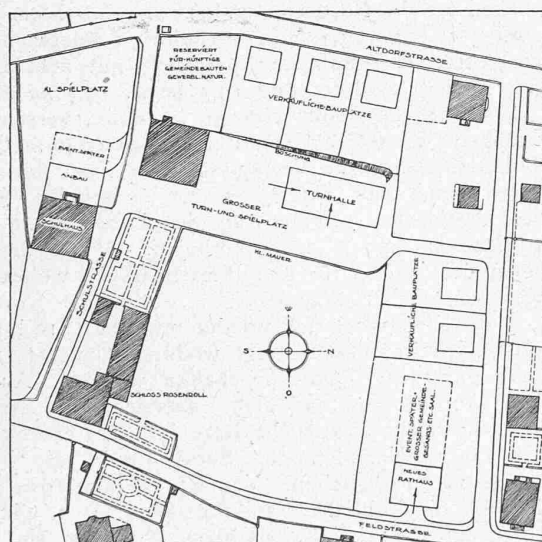 RESERVIERT
FÜR KÜNFTIGE
GEMEINDEBAUTEN
GEWERBL. NATUR.
ALTDORFSTRASSE
KL. SPIELPLATZ
VERKÄUFLICHE BAUPLÄTZE
EVENT. SPÄTER
ANBAU
BÖSCHUNG
TURNHALLE
GROSSER
TURN- UND SPIELPLATZ
SCHULHAUS
KL. MAUER
SCHULSTRASSE
VERKÄUFLICHE BAUPLÄTZE
S
N
O
SCHLOSS ROSENROLL
EVENT. SPÄTER.
GROSSER GEMEINDE-
GESANGS ETC. SAAL.
NEUES
RATHAUS
FELDSTRASSE.